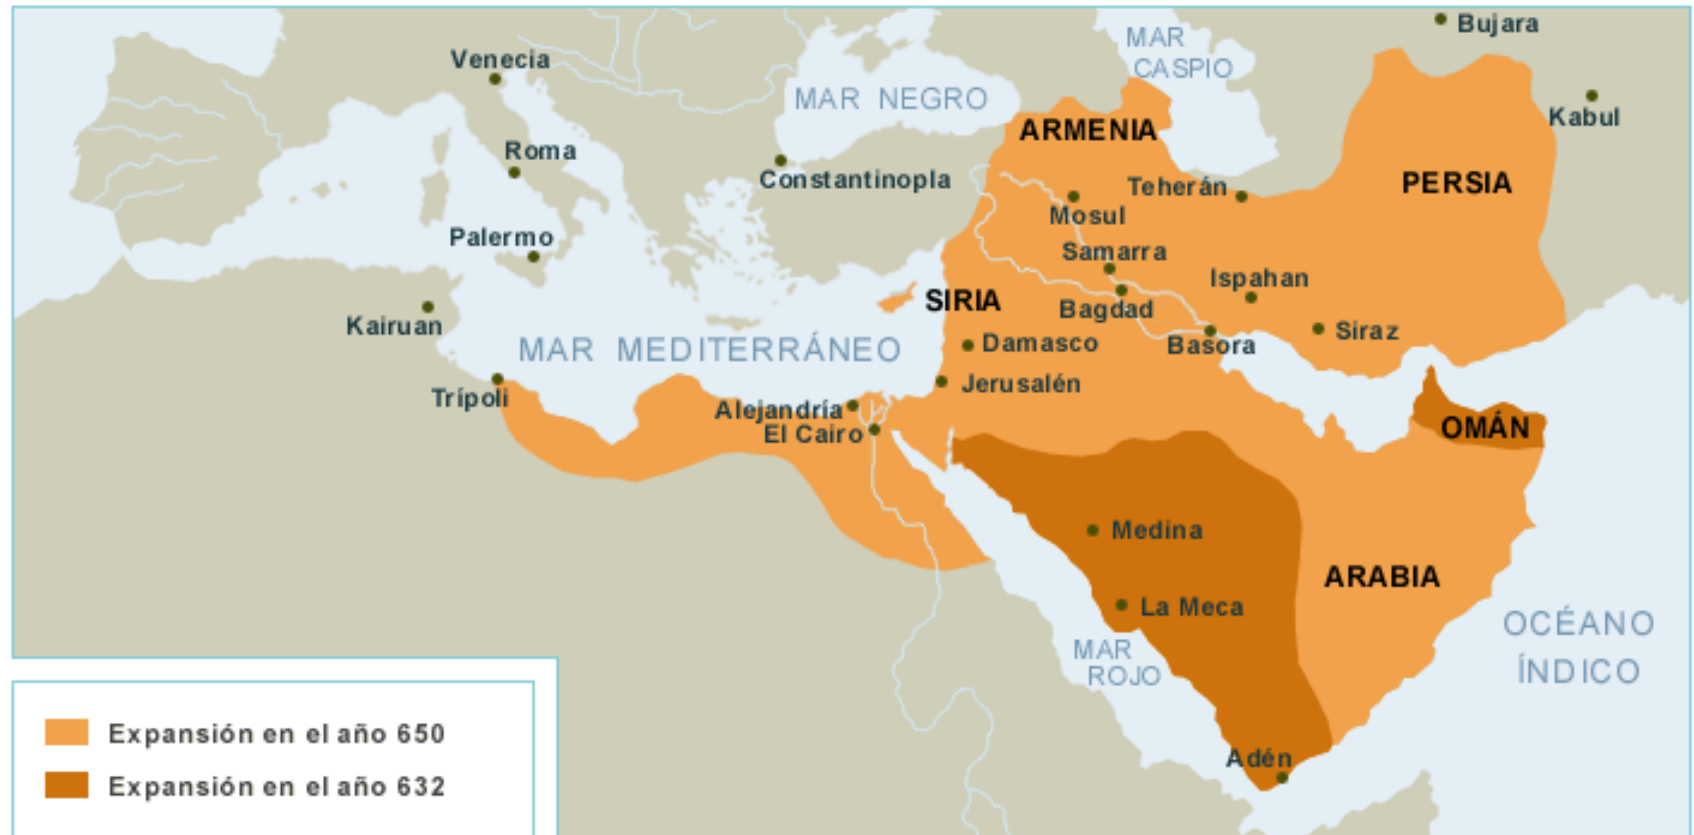 Bujara
MAR
CASPIO
Venecia
MAR NEGRO
Kabul
ARMENIA
Roma
Constantinopla
Teherán
PERSIA
Mosul
Palermo
Samarra
Ispahan
SIRIA
Bagdad
Kairuan
MAR MEDITERRÁNEO
Damasco
Basora
Siraz
Jerusalén
Trípoli
Alejandría
El Cairo
OMÁN
Medina
ARABIA
La Meca
OCÉANO
ÍNDICO
MAR
ROJO
Adén
Expansión en el año 650
Expansión en el año 632